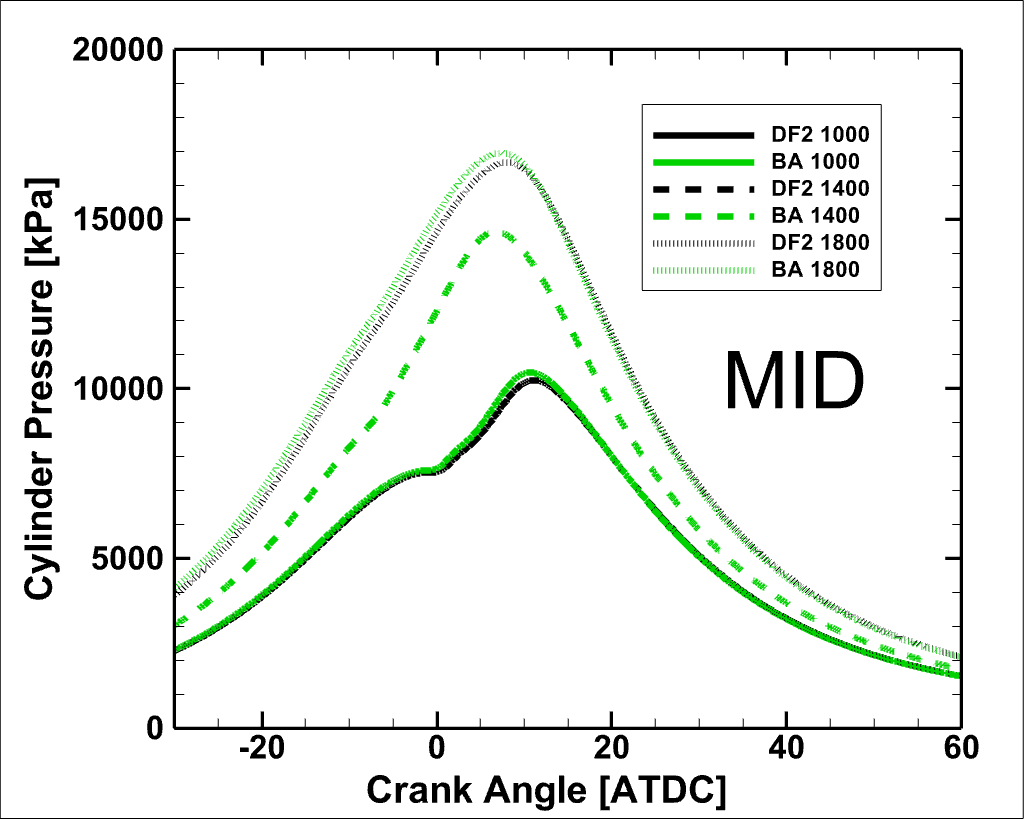 20000
15000
10000
5000
0
Cylinder Pressure [kPa]
DF2 1000
BA 1000
DF2 1400
BA 1400
DF2 1800
BA 1800
MID
-20 0 20 40 60
Crank Angle [ATDC]